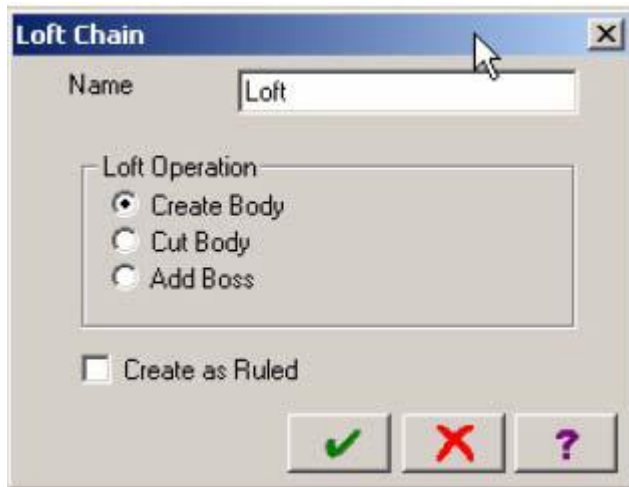 Loft Chain
Name
Loft
Loft Operation
Create Body
Cut Body
Add Boss
Create as Ruled
?